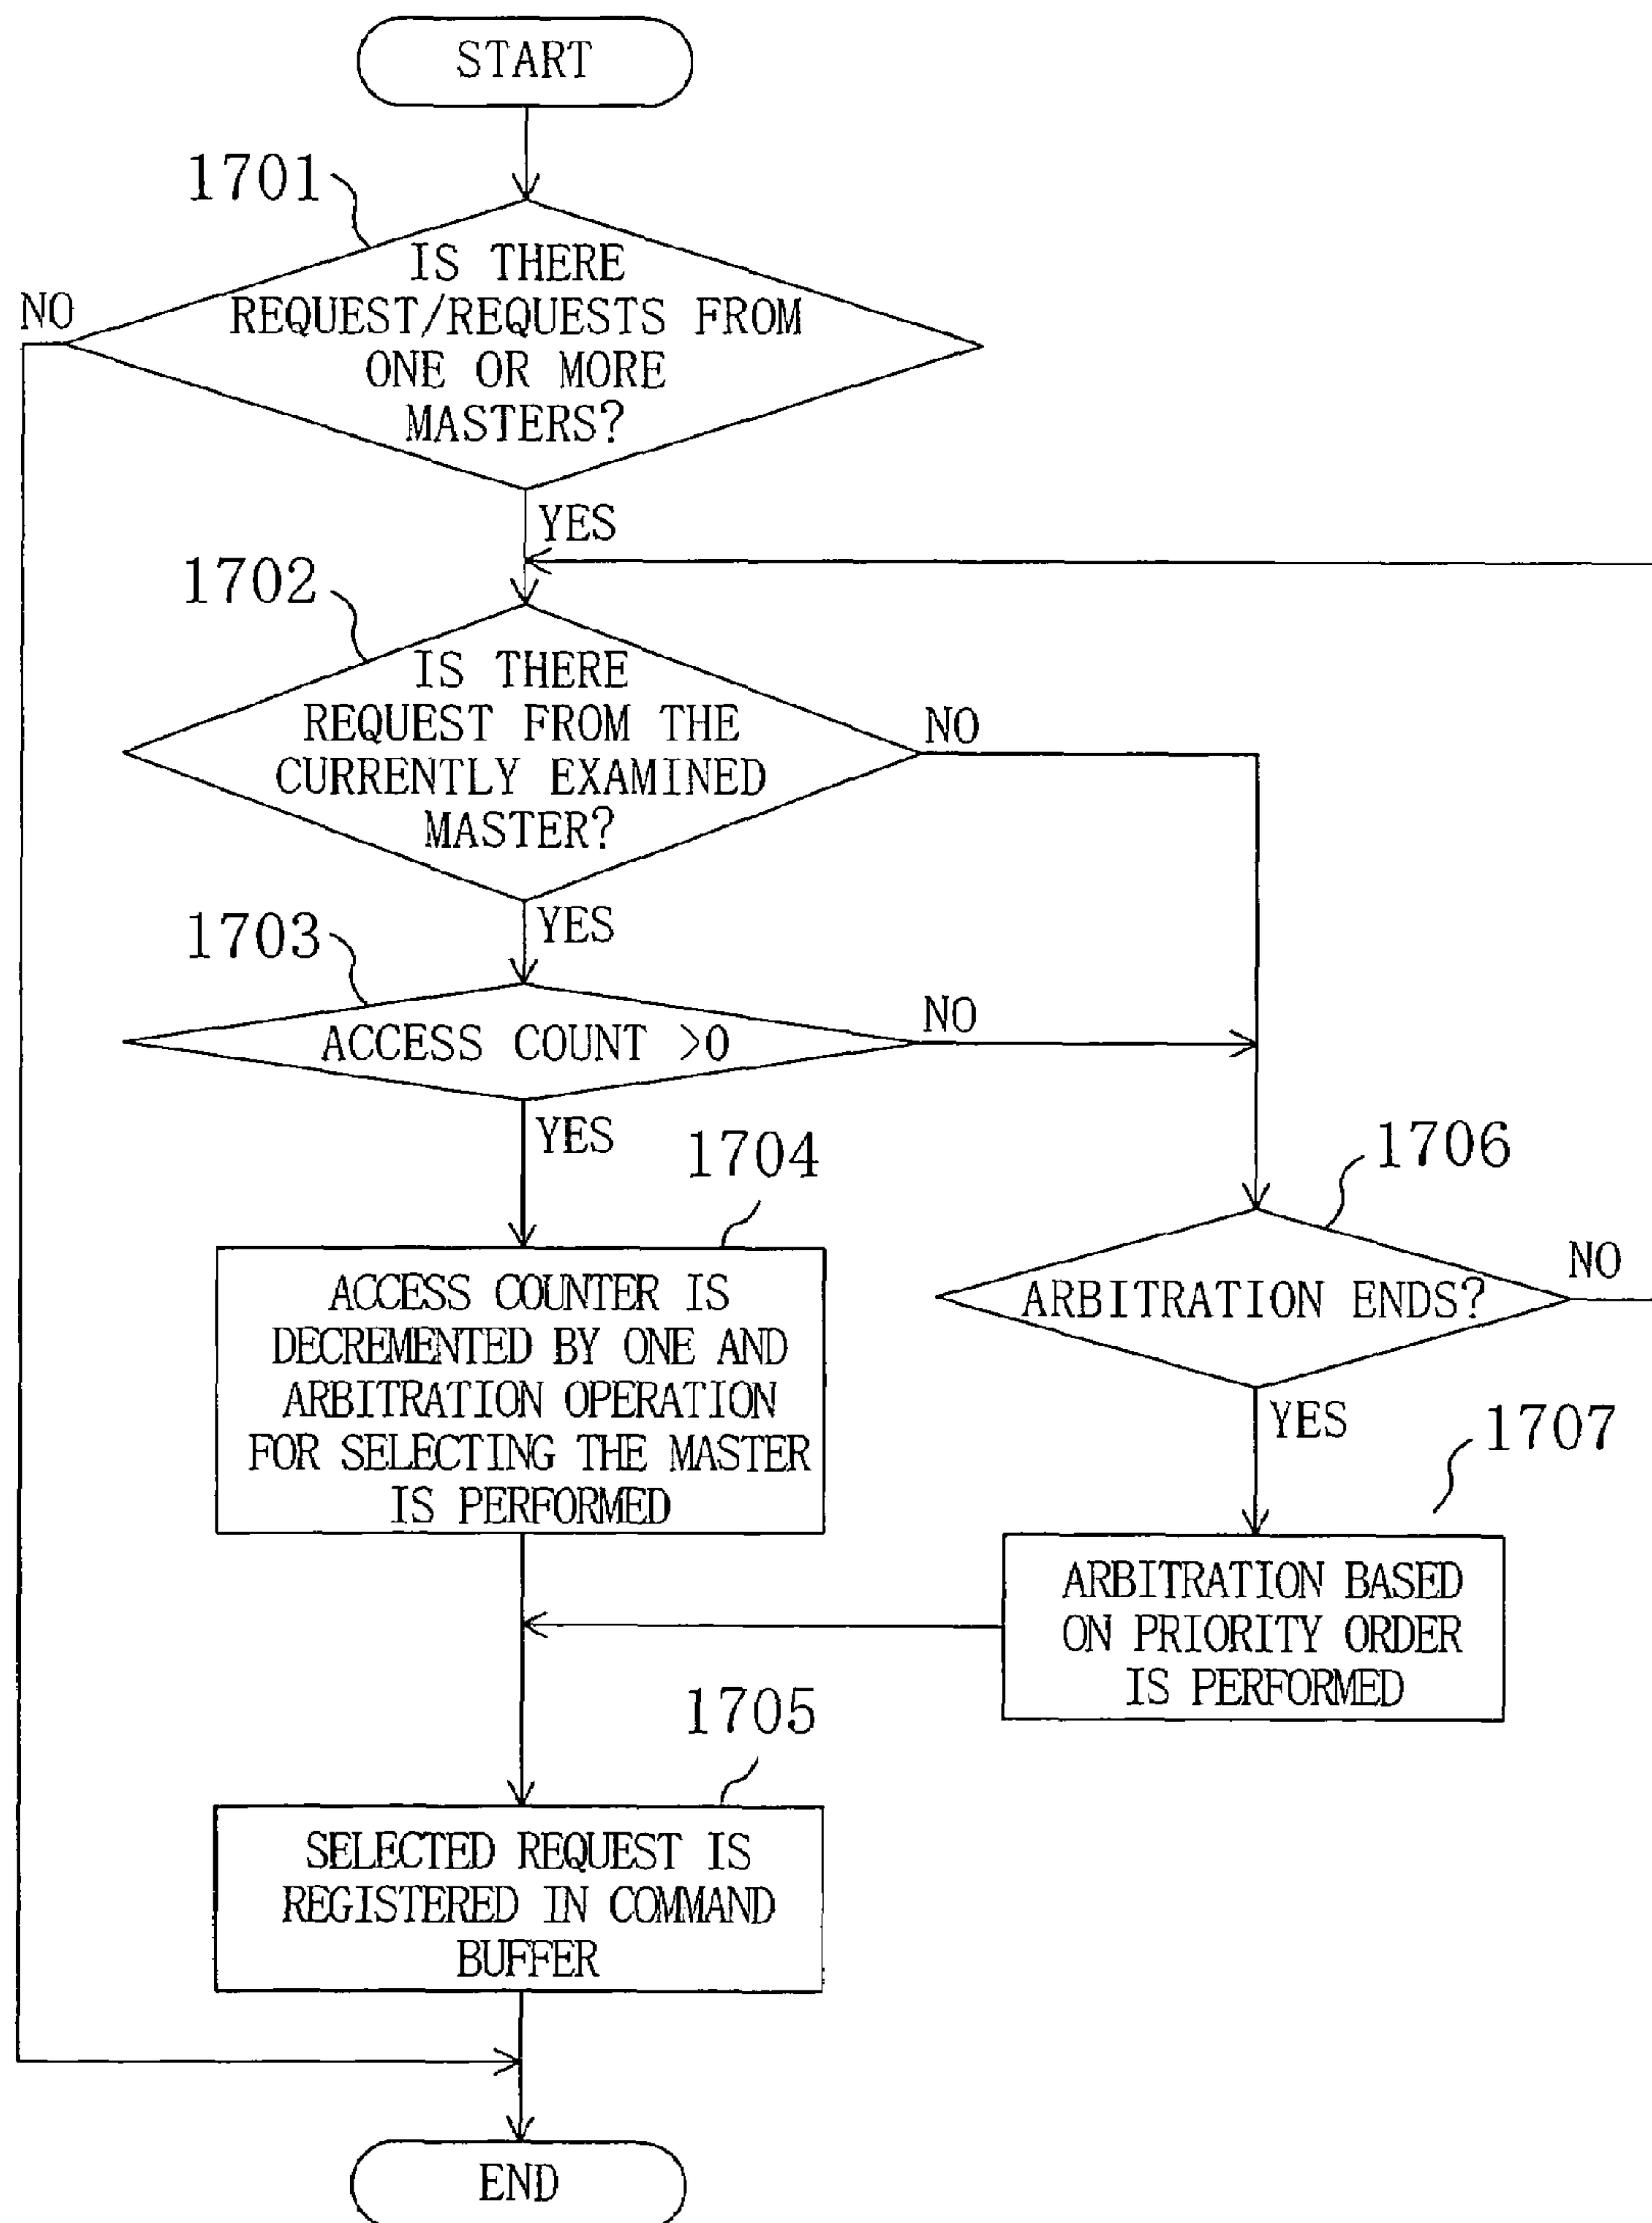 START
1701
IS THERE
REQUEST/REQUESTS FROM
ONE OR MORE
MASTERS?
NO
YES
1702
IS THERE
REQUEST FROM THE
CURRENTLY EXAMINED
MASTER?
NO
YES
1703
ACCESS COUNT >0
NO
YES
1704
ACCESS COUNTER IS
DECREMENTED BY ONE AND
ARBITRATION OPERATION
FOR SELECTING THE MASTER
IS PERFORMED
1706
ARBITRATION ENDS?
NO
YES
1707
ARBITRATION BASED
ON PRIORITY ORDER
IS PERFORMED
1705
SELECTED REQUEST IS
REGISTERED IN COMMAND
BUFFER
END